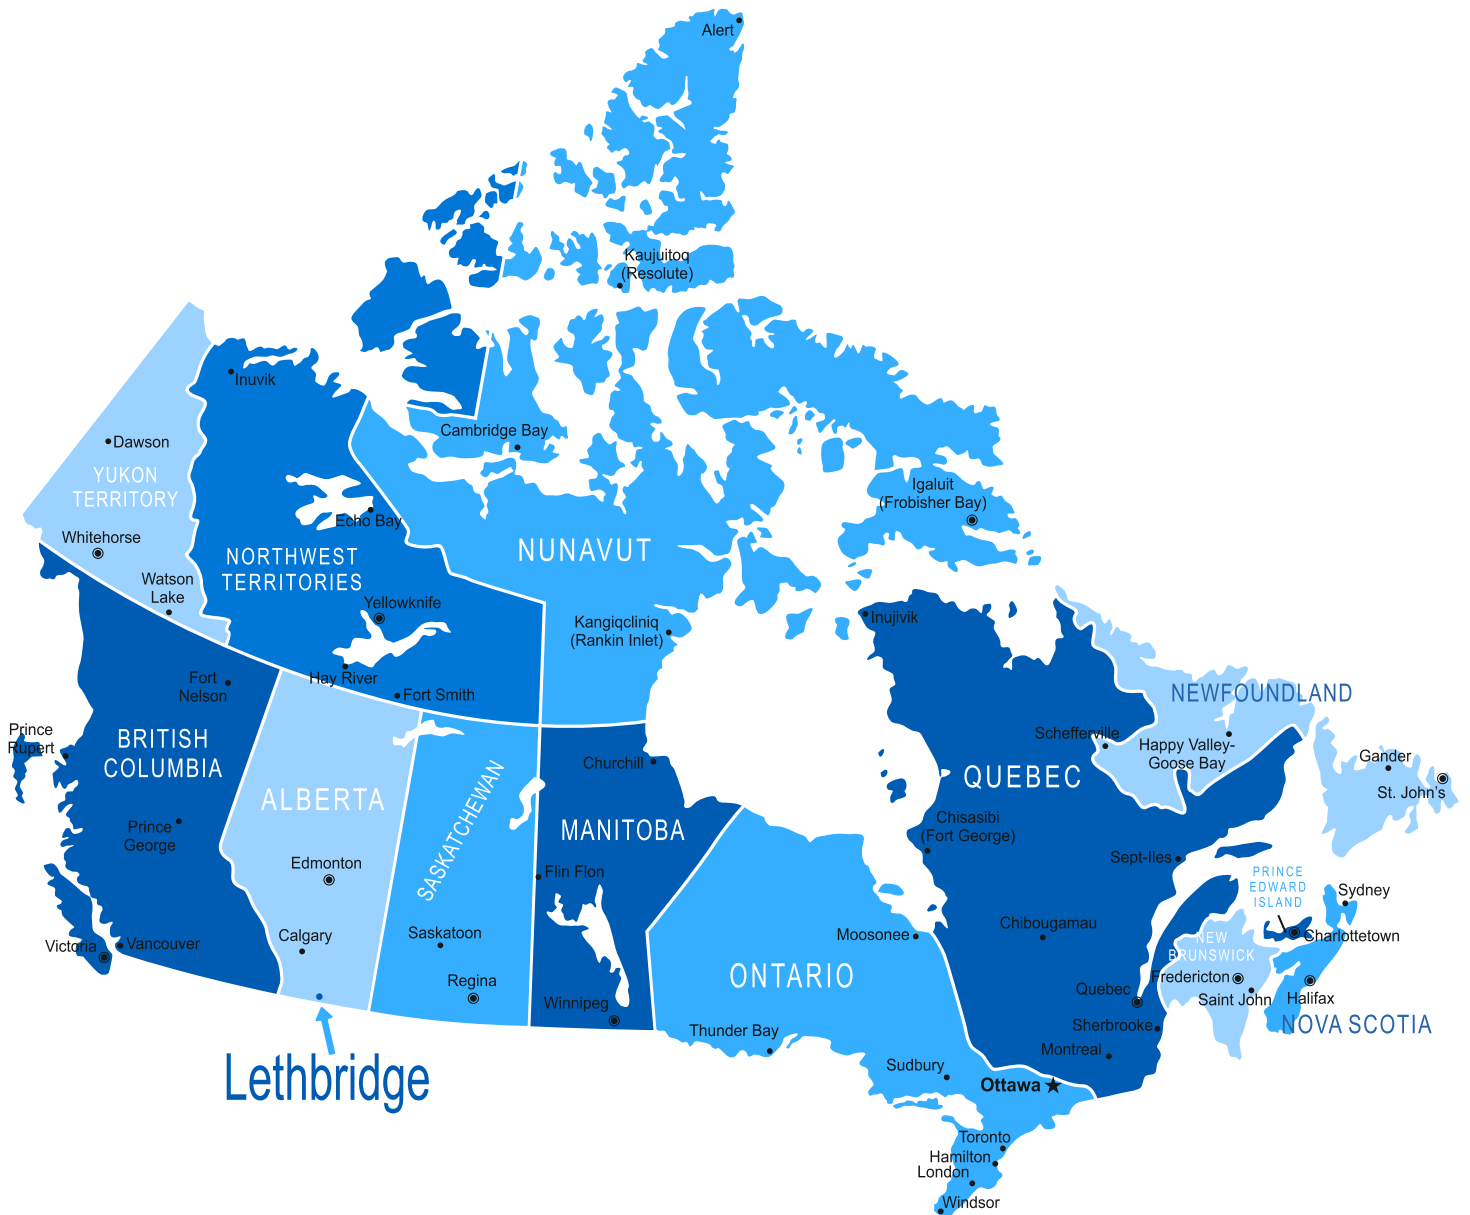 Alert
Kaujuitoq
(Resolute)
Inuvik
Dawson
YUKON
TERRITORY
Cambridge Bay
Igaluit
(Frobisher Bay)
Echo Bay
Whitehorse
NORTHWEST
TERRITORIES
NUNAVUT
Watson
Lake
Yellowknife
Kangiqcliniq
(Rankin Inlet)
Inujivik
Hay River
Fort
Nelson
Fort Smith
NEWFOUNDLAND
Prince
Rupert
BRITISH
COLUMBIA
Schefferville
Happy Valley-
Goose Bay
Gander
St. John's
Churchill
QUEBEC
ALBERTA
SASKATCHEWAN
MANITOBA
Prince
George
Chisasibi
(Fort George)
Edmonton
Flin Flon
Sept-Iles
PRINCE
EDWARD
ISLAND
Sydney
Victoria
Vancouver
Calgary
Saskatoon
Moosonee
Chibougamau
NEW
BRUNSWICK
Charlottetown
Regina
ONTARIO
Fredericton
Quebec
Saint John
Halifax
Winnipeg
NOVA SCOTIA
Thunder Bay
Sherbrooke
Montreal
Lethbridge
Sudbury
Ottawa
Toronto
Hamilton
London
Windsor